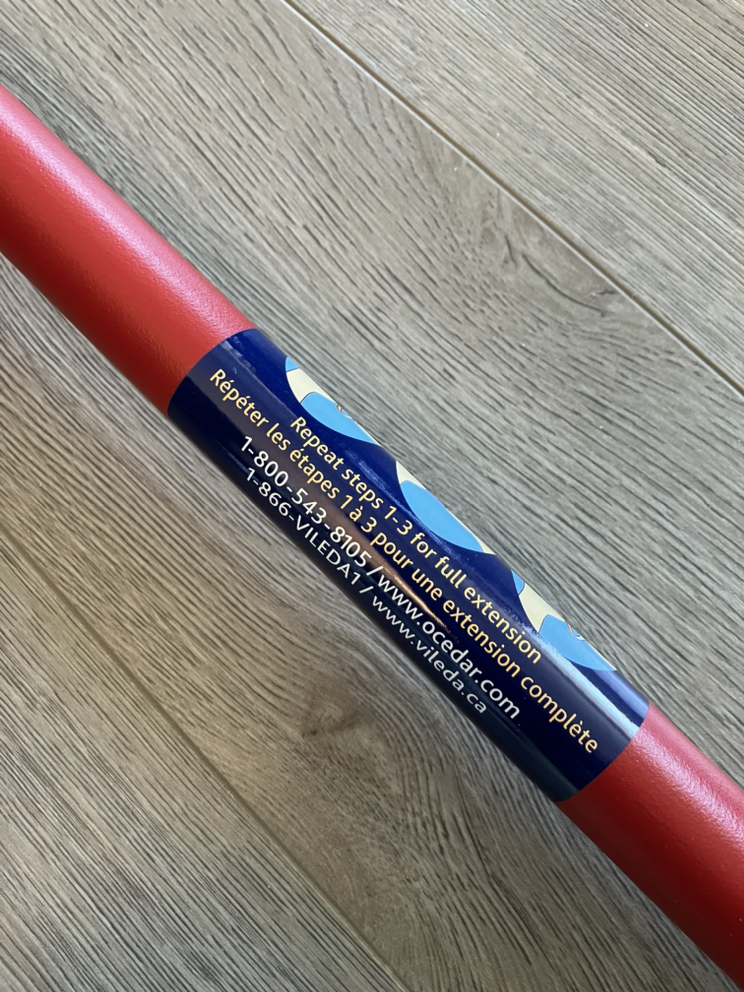 Repeat steps 1-3 for full extension
Répéter les étapes 1 à 3 pour une extension complète
1-800-543-8105 / www.ocedar.com
1-866-VILEDA1 / www.vileda.ca